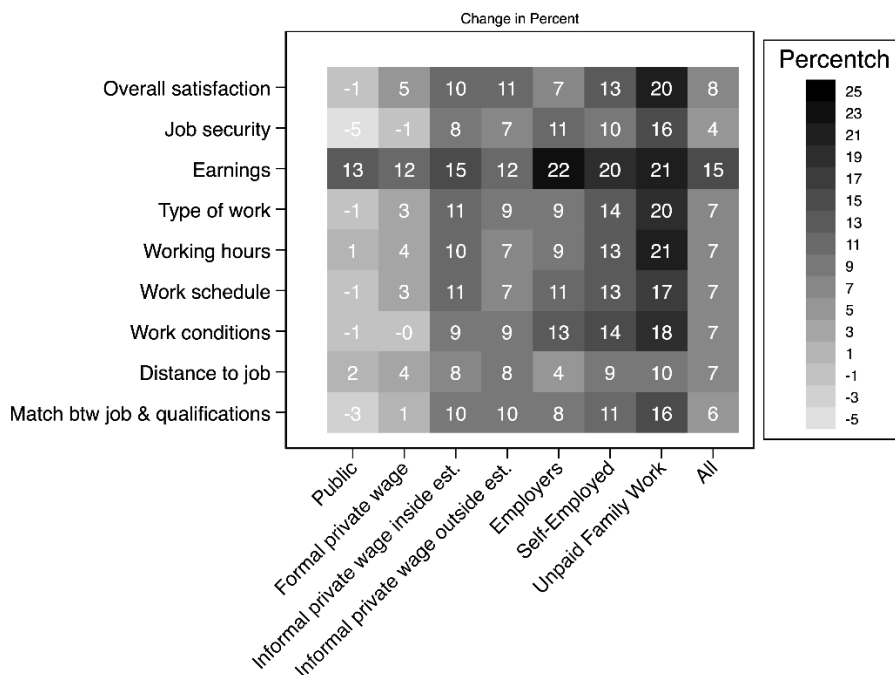 Change in Percent
Percentch
Overall satisfaction -1 5 10 11 7 13 20 8
Job security -5 -1 8 7 11 10 16 4
Earnings 13 12 15 12 22 20 21 15
Type of work -1 3 11 9 9 14 20 7
Working hours 1 4 10 7 9 13 21 7
Work schedule -1 3 11 7 11 13 17 7
Work conditions -1 -0 9 9 13 14 18 7
Distance to job 2 4 8 8 4 9 10 7
Match btw job & qualifications -3 1 10 10 8 11 16 6
Public
Formal private wage
Informal private wage inside est.
Informal private wage outside est.
Employers
Self-Employed
Unpaid Family Work
All
25
23
21
19
17
15
13
11
9
7
5
3
1
-1
-3
-5